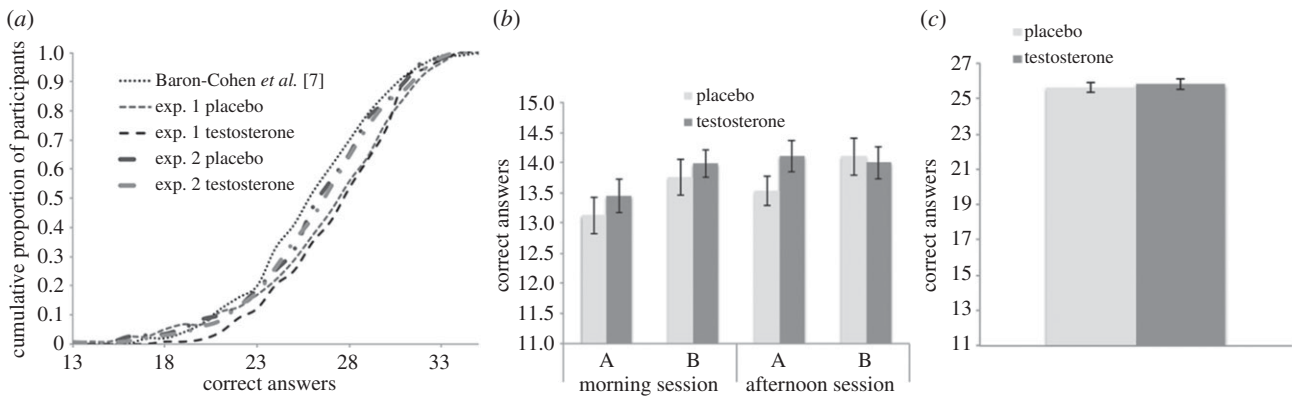 (a)
cumulative proportion of participants
1.0
0.9
0.8
0.7
0.6
0.5
0.4
0.3
0.2
0.1
0
13 18 23 28 33
correct answers
Baron-Cohen et al. [7]
exp. 1 placebo
exp. 1 testosterone
exp. 2 placebo
exp. 2 testosterone
(b)
placebo
testosterone
correct answers
15.0
14.5
14.0
13.5
13.0
12.5
12.0
11.5
11.0
A B A B
morning session afternoon session
(c)
placebo
testosterone
correct answers
27
25
23
21
19
17
15
13
11